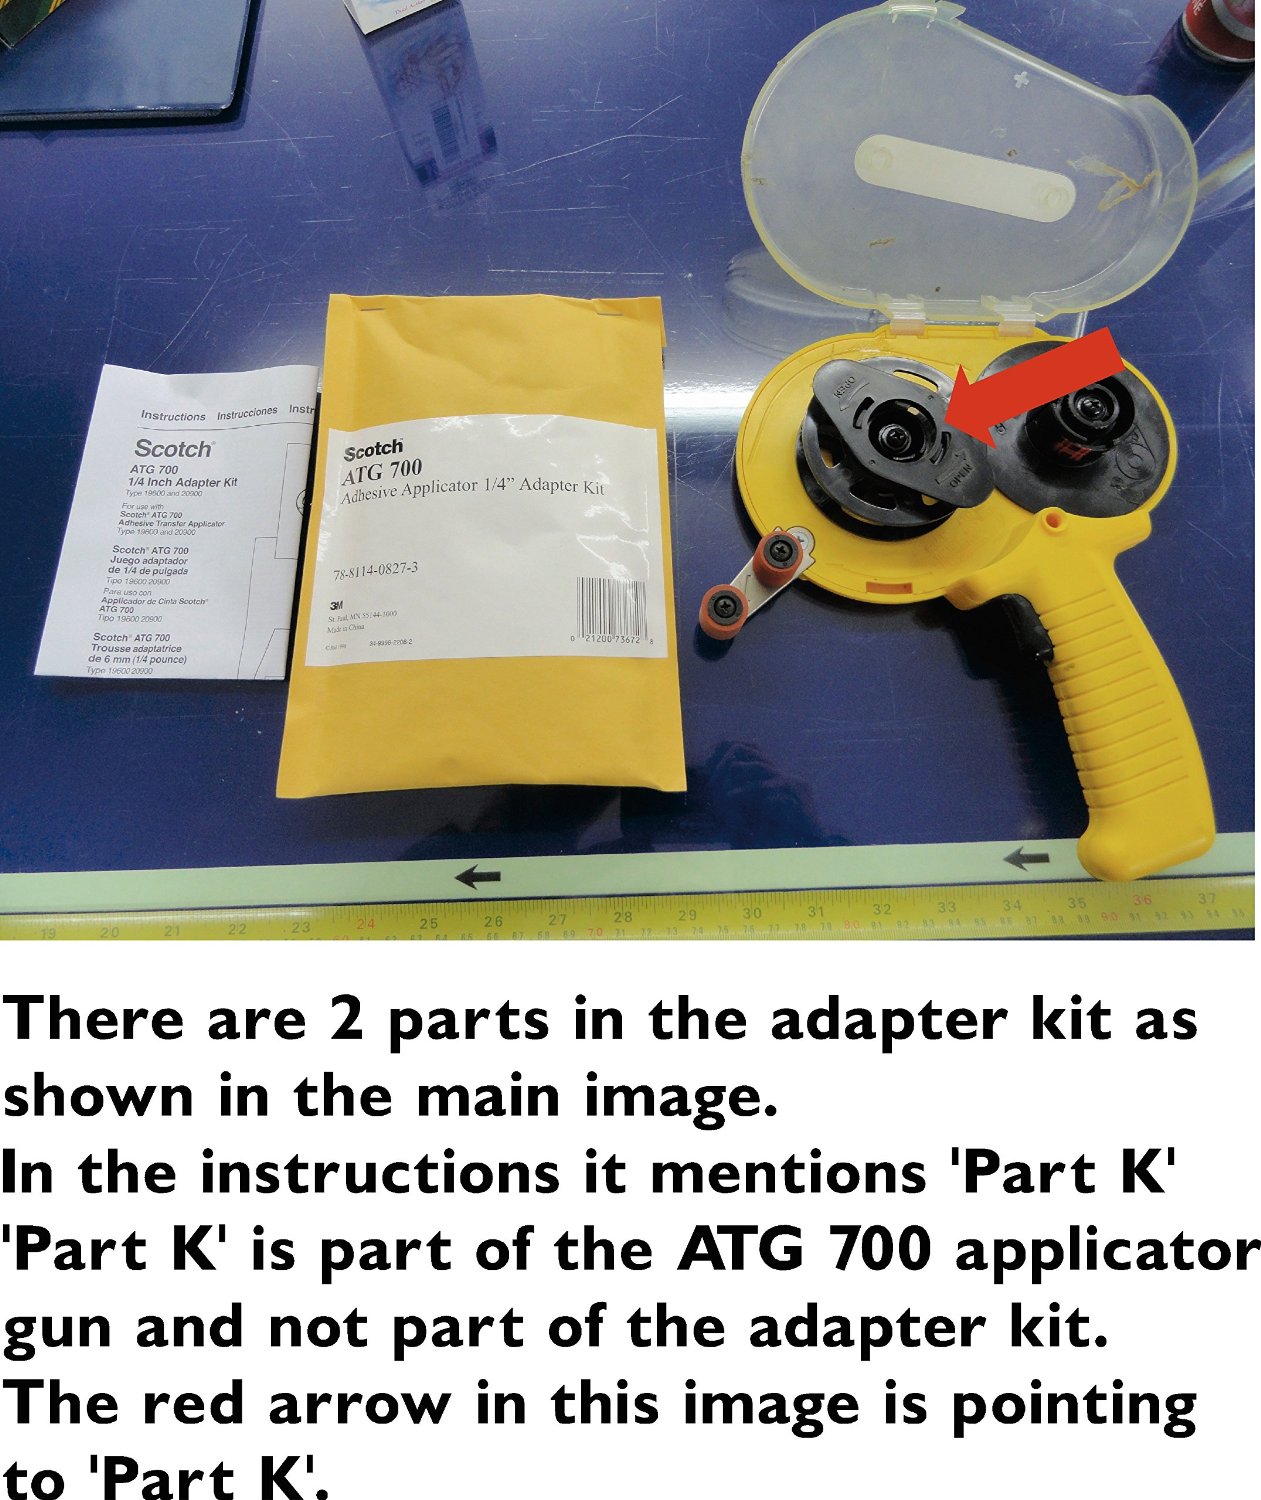 Instructions Instrucciones Instr
Scotch®
ATG 700
1/4 Inch Adapter Kit
Type 19600 and 20900
For use with
Scotch® ATG 700
Adhesive Transfer Applicator
Type 19600 and 20900
Scotch® ATG 700
Juego adaptador
de 1/4 de pulgada
Tipo 19600 20900
Para uso con
Applicador de Cinta Scotch®
ATG 700
Tipo 19600 20900
Scotch® ATG 700
Trousse adaptatrice
de 6 mm (1/4 pounce)
Type 19600 20900
Scotch
ATG 700
Adhesive Applicator 1/4" Adapter Kit
78-8114-0827-3
3M
St. Paul, MN 55144-1000
Made in China
0 21200 73672 8
OPEN
OPEN
19 20 21 22 23 24 25 26 27 28 29 30 31 32 33 34 35 36 37
There are 2 parts in the adapter kit as
shown in the main image.
In the instructions it mentions 'Part K'
'Part K' is part of the ATG 700 applicator
gun and not part of the adapter kit.
The red arrow in this image is pointing
to 'Part K'.